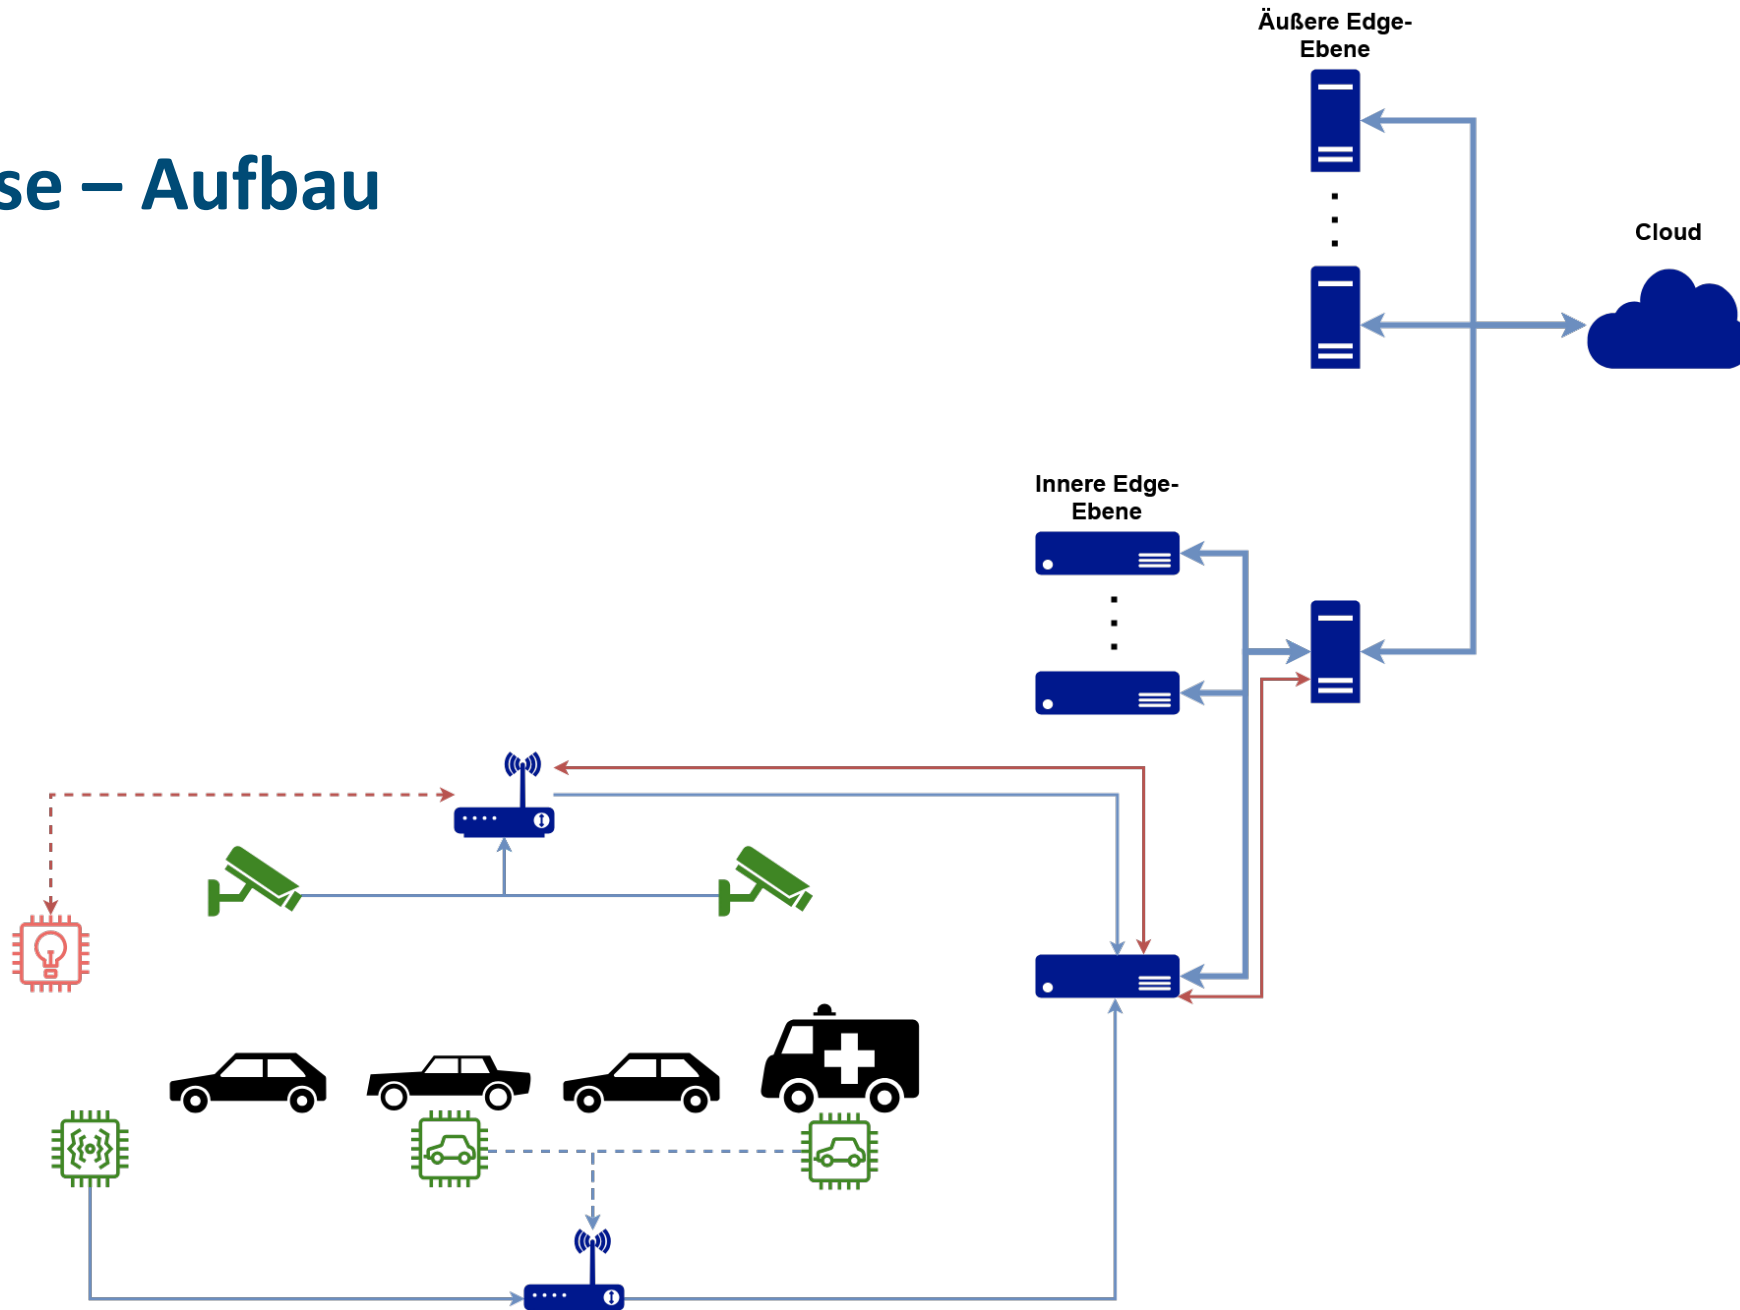 Äußere Edge-
Ebene
se – Aufbau
Cloud
Innere Edge-
Ebene